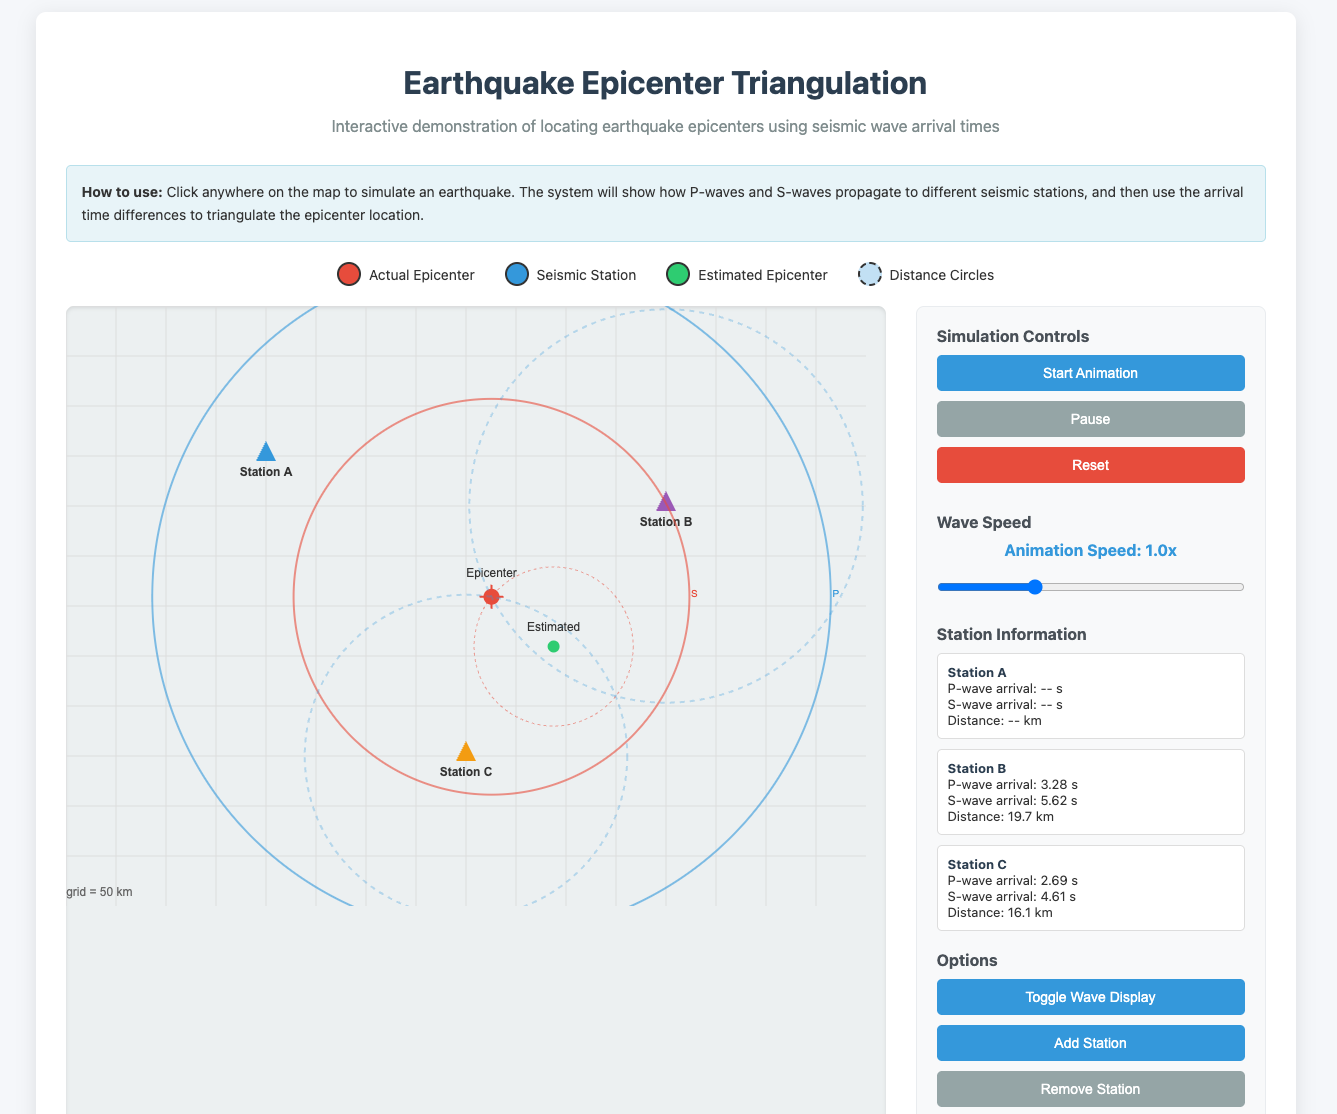 Earthquake Epicenter Triangulation
Interactive demonstration of locating earthquake epicenters using seismic wave arrival times
How to use: Click anywhere on the map to simulate an earthquake. The system will show how P-waves and S-waves propagate to different seismic stations, and then use the arrival
time differences to triangulate the epicenter location.
Actual Epicenter
Seismic Station
Estimated Epicenter
Distance Circles
Station A
Station B
Epicenter
S
P
Estimated
Station C
grid = 50 km
Simulation Controls
Start Animation
Pause
Reset
Wave Speed
Animation Speed: 1.0x
Station Information
Station A
P-wave arrival: -- s
S-wave arrival: -- s
Distance: -- km
Station B
P-wave arrival: 3.28 s
S-wave arrival: 5.62 s
Distance: 19.7 km
Station C
P-wave arrival: 2.69 s
S-wave arrival: 4.61 s
Distance: 16.1 km
Options
Toggle Wave Display
Add Station
Remove Station